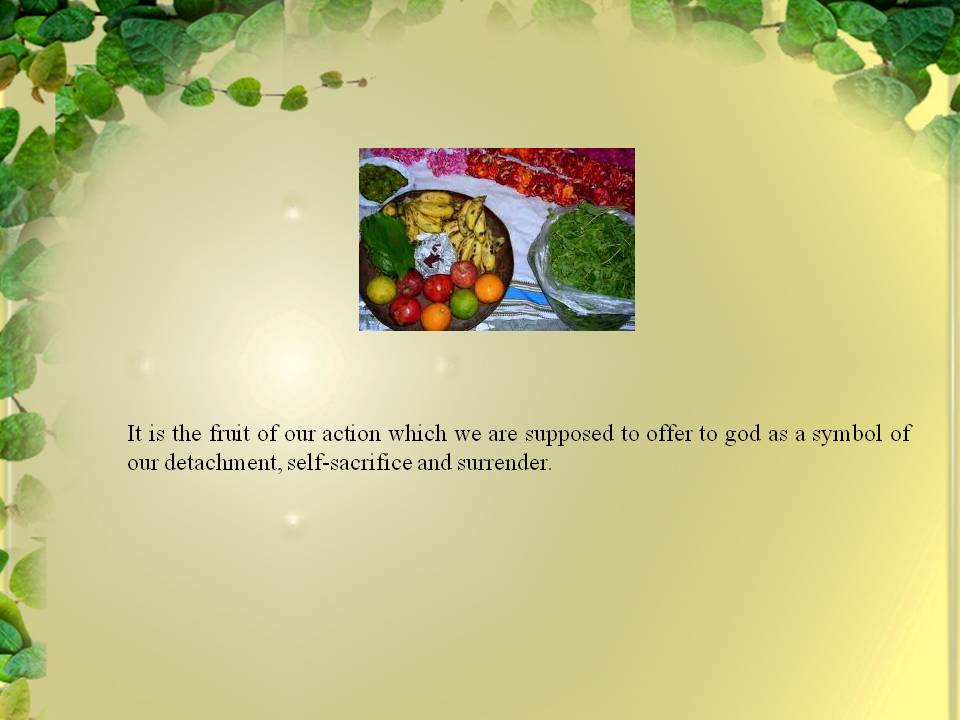 It is the fruit of our action which we are supposed to offer to god as a symbol of
our detachment, self-sacrifice and surrender.